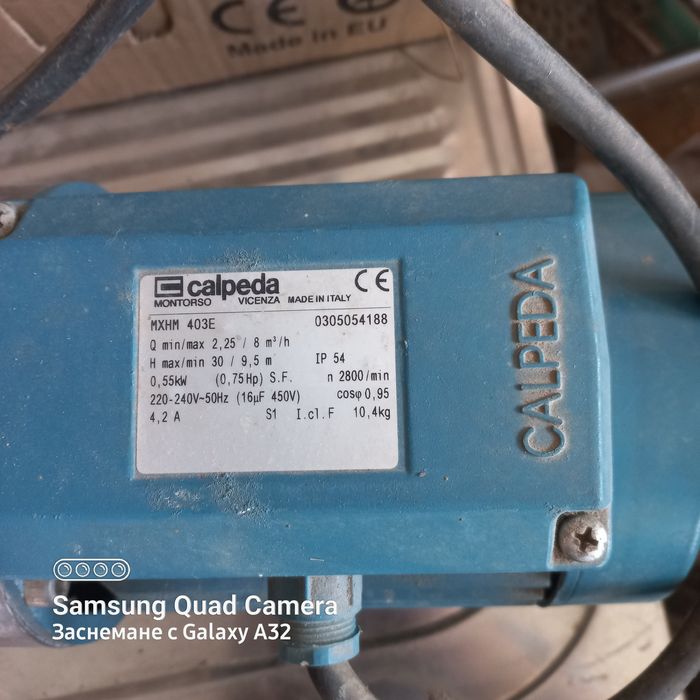 Made in EU
calpeda CE
MONTORSO VICENZA MADE IN ITALY
MXHM 403E 0305054188
Q min/max 2,25 / 8 m³/h
H max/min 30 / 9,5 m IP 54
0,55kW (0,75Hp) S.F. n 2800/min
220-240V~50Hz (16µF 450V) cosφ 0,95
4,2 A S1 I.cl.F 10,4kg
CALPEDA
Samsung Quad Camera
Заснемане с Galaxy A32